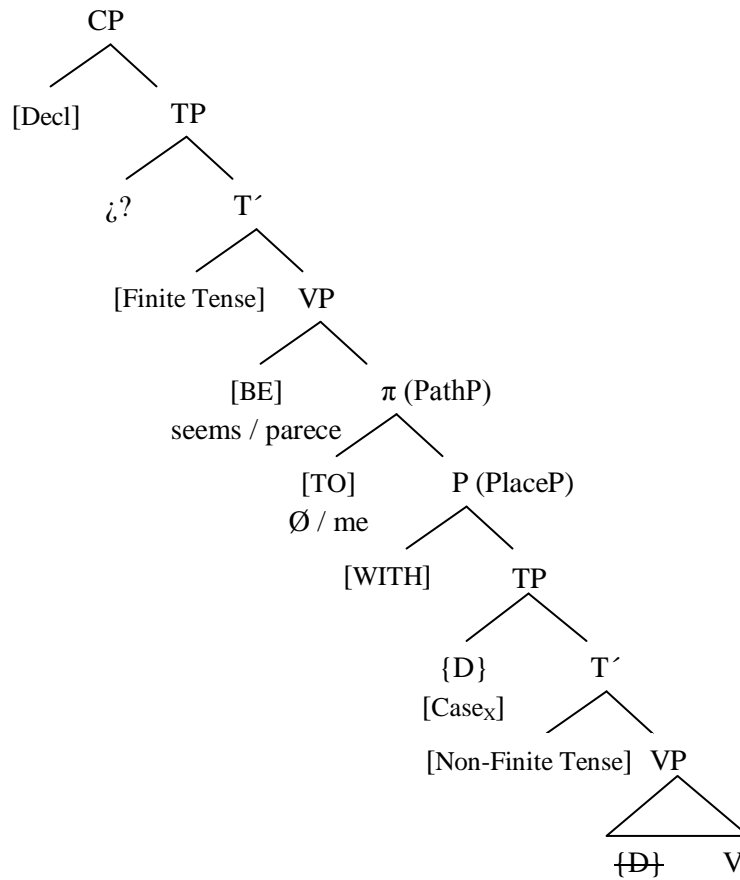 CP
[Decl] TP
¿? T´
[Finite Tense] VP
[BE] π (PathP)
seems / parece
[TO] P (PlaceP)
Ø / me
[WITH] TP
{D} T´
[CaseX]
[Non-Finite Tense] VP
{D} V